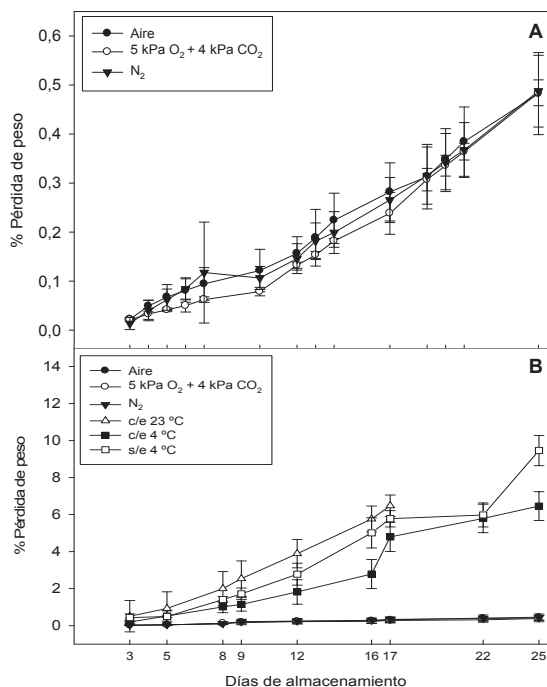 A
Aire
5 kPa O₂ + 4 kPa CO₂
N₂
% Pérdida de peso
0,6
0,5
0,4
0,3
0,2
0,1
0,0
B
Aire
5 kPa O₂ + 4 kPa CO₂
N₂
c/e 23 ºC
c/e 4 ºC
s/e 4 ºC
% Pérdida de peso
14
12
10
8
6
4
2
0
3 5 8 9 12 16 17 22 25
Días de almacenamiento